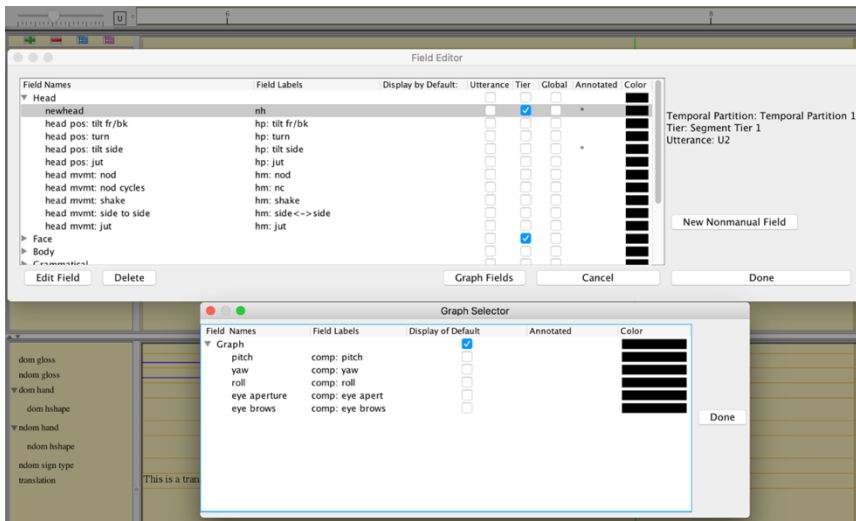 U
6
8
Field Editor
Field Names Field Labels Display by Default: Utterance Tier Global Annotated Color
Head
newhead nh *
head pos: tilt fr/bk hp: tilt fr/bk
head pos: turn hp: turn
head pos: tilt side hp: tilt side *
head pos: jut hp: jut
head mvmt: nod hm: nod
head mvmt: nod cycles hm: nc
head mvmt: shake hm: shake
head mvmt: side to side hm: side<->side
head mvmt: jut hm: jut
Face
Body
Grammatical
Temporal Partition: Temporal Partition 1
Tier: Segment Tier 1
Utterance: U2
New Nonmanual Field
Edit Field Delete Graph Fields Cancel Done
Graph Selector
Field Names Field Labels Display of Default Annotated Color
Graph
pitch comp: pitch
yaw comp: yaw
roll comp: roll
eye aperture comp: eye apert
eye brows comp: eye brows
Done
dom gloss
ndom gloss
dom hand
dom hshape
ndom hand
ndom hshape
ndom sign type
translation This is a tran